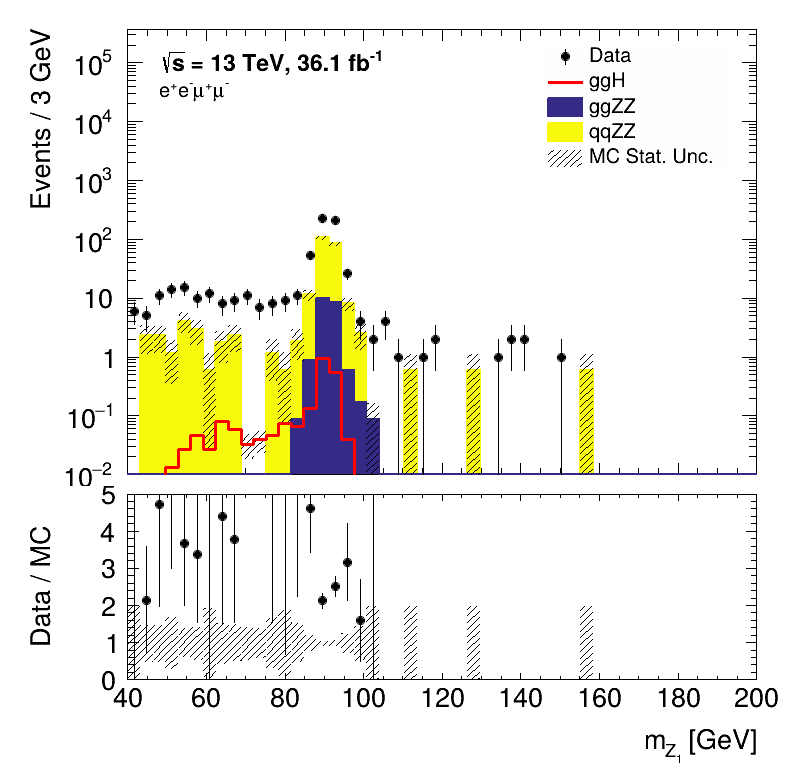 √s = 13 TeV, 36.1 fb⁻¹
e⁺e⁻μ⁺μ⁻
Data
ggH
ggZZ
qqZZ
MC Stat. Unc.
Events / 3 GeV
10⁵
10⁴
10³
10²
10
1
10⁻¹
10⁻²
Data / MC
5
4
3
2
1
0
40 60 80 100 120 140 160 180 200
m_Z₁ [GeV]